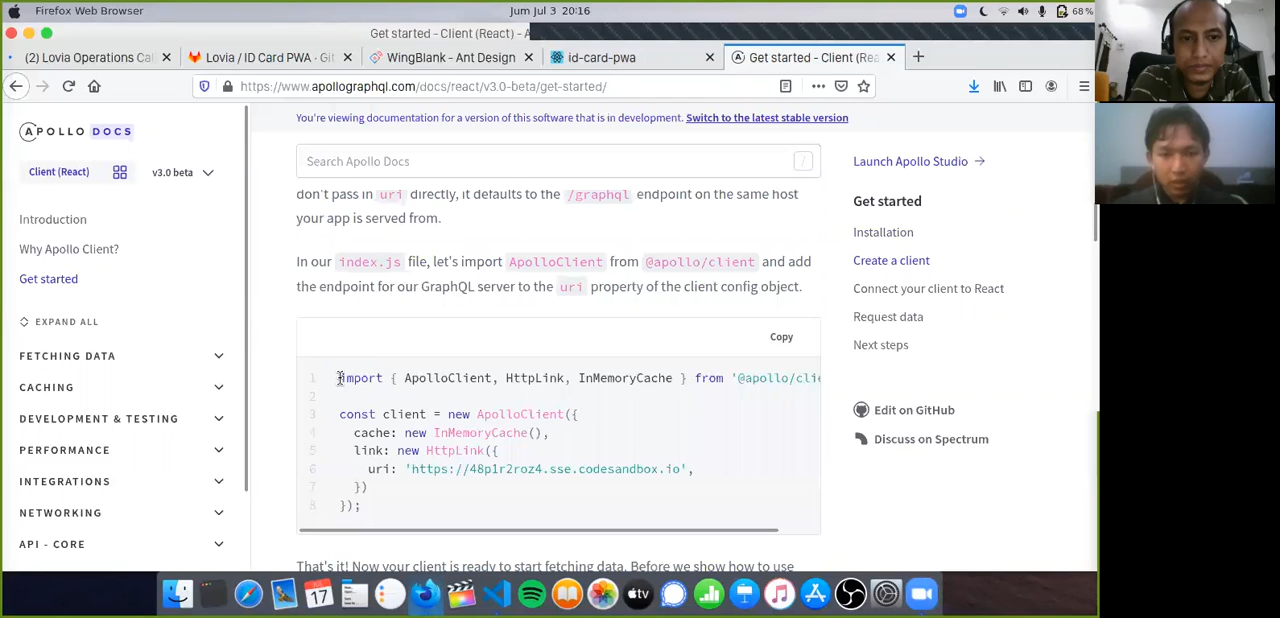 Firefox Web Browser
Jum Jul 3 20:16
68%
Get started - Client (React) - A
(2) Lovia Operations Cal
Lovia / ID Card PWA - Git
WingBlank - Ant Design
id-card-pwa
Get started - Client (Rea
https://www.apollographql.com/docs/react/v3.0-beta/get-started/
APOLLO DOCS
Client (React)
v3.0 beta
Introduction
Why Apollo Client?
Get started
EXPAND ALL
FETCHING DATA
CACHING
DEVELOPMENT & TESTING
PERFORMANCE
INTEGRATIONS
NETWORKING
API - CORE
You're viewing documentation for a version of this software that is in development. Switch to the latest stable version
Search Apollo Docs
/
don't pass in uri directly, it defaults to the /graphql endpoint on the same host
your app is served from.
In our index.js file, let's import ApolloClient from @apollo/client and add
the endpoint for our GraphQL server to the uri property of the client config object.
Copy
1 import { ApolloClient, HttpLink, InMemoryCache } from '@apollo/clie
2
3 const client = new ApolloClient({
4 cache: new InMemoryCache(),
5 link: new HttpLink({
6 uri: 'https://48p1r2roz4.sse.codesandbox.io',
7 })
8 });
That's it! Now your client is ready to start fetching data. Before we show how to use
Launch Apollo Studio
Get started
Installation
Create a client
Connect your client to React
Request data
Next steps
Edit on GitHub
Discuss on Spectrum
17
tv